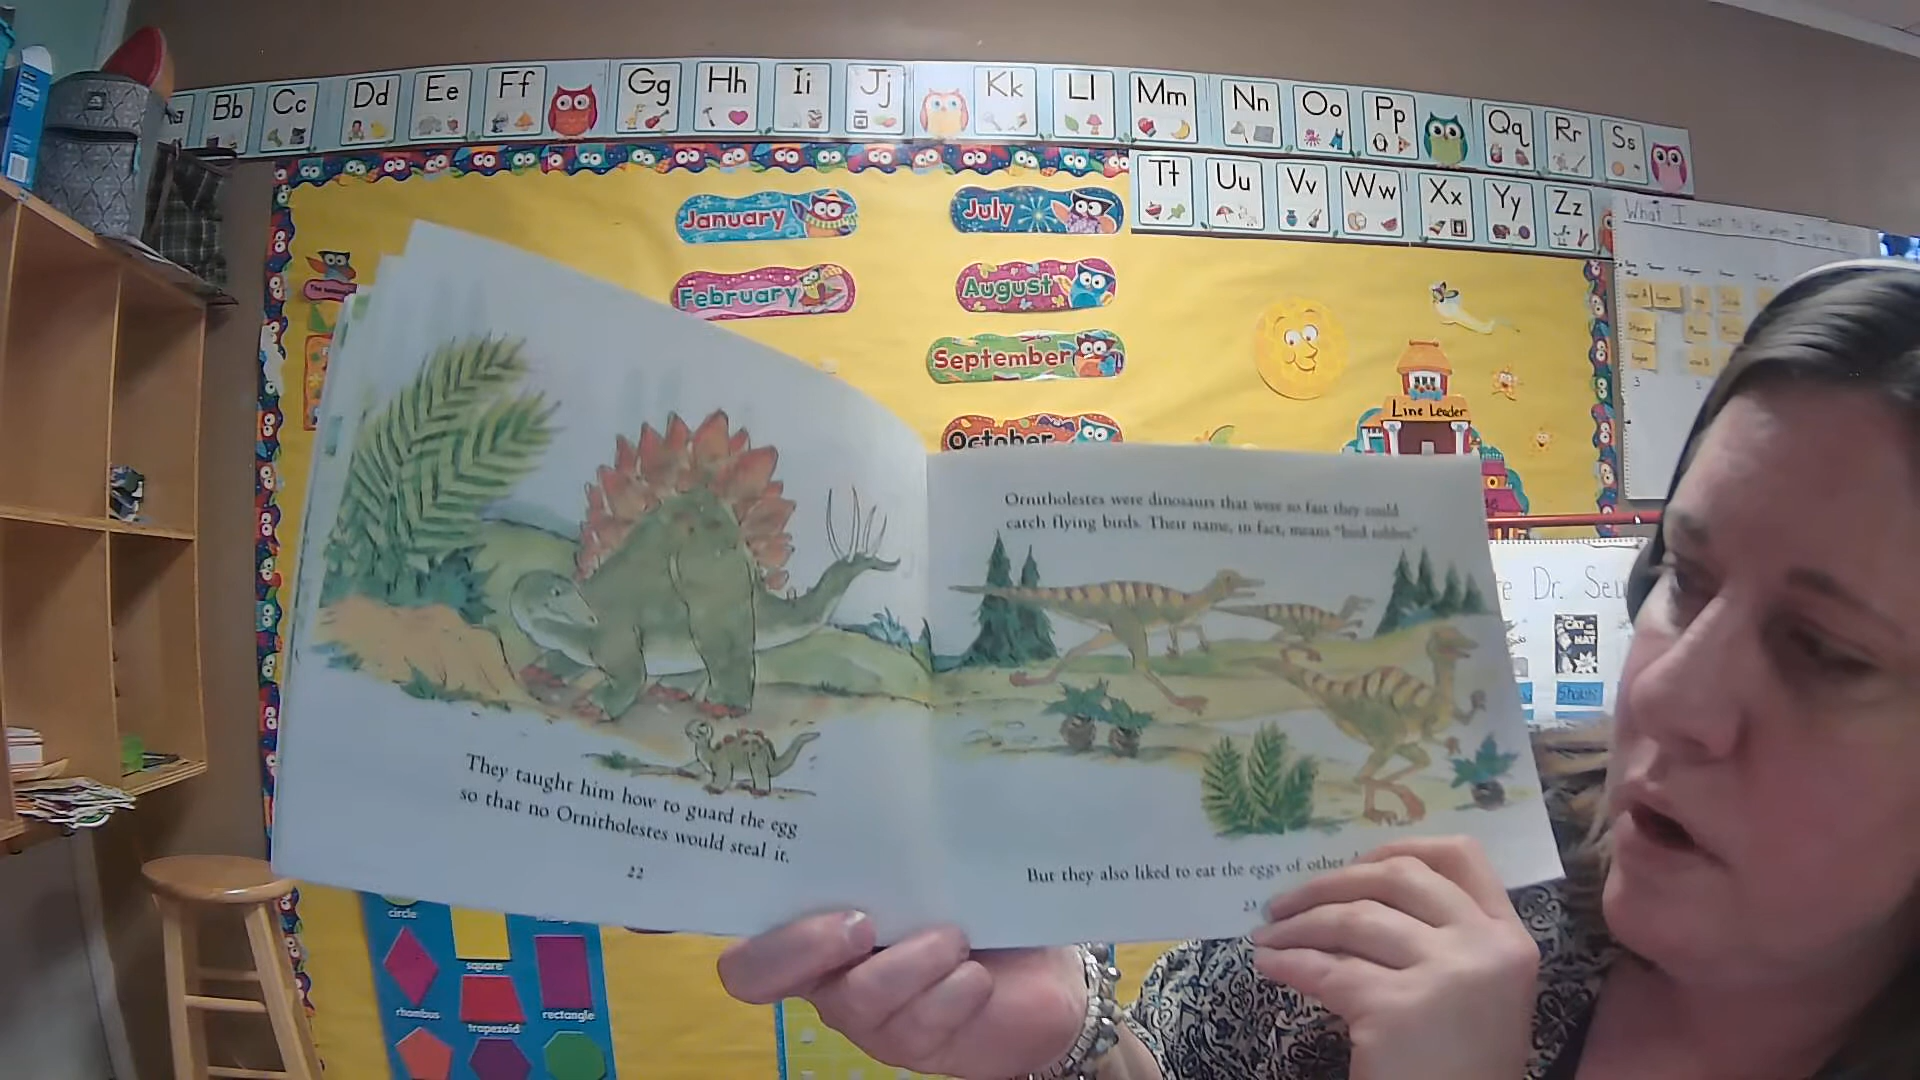 Bb Cc Dd Ee Ff Gg Hh Ii Jj Kk Ll Mm Nn Oo Pp Qq Rr Ss
Tt Uu Vv Ww Xx Yy Zz
January
February
July
August
September
October
What I want to be when I grow
Line Leader
Dr. Seu
CAT
HAT
They taught him how to guard the egg
so that no Ornitholestes would steal it.
22
Ornitholestes were dinosaurs that were so fast they could
catch flying birds. Their name, in fact, means "bird robber."
But they also liked to eat the eggs of other
23
circle
square
rhombus
trapezoid
rectangle